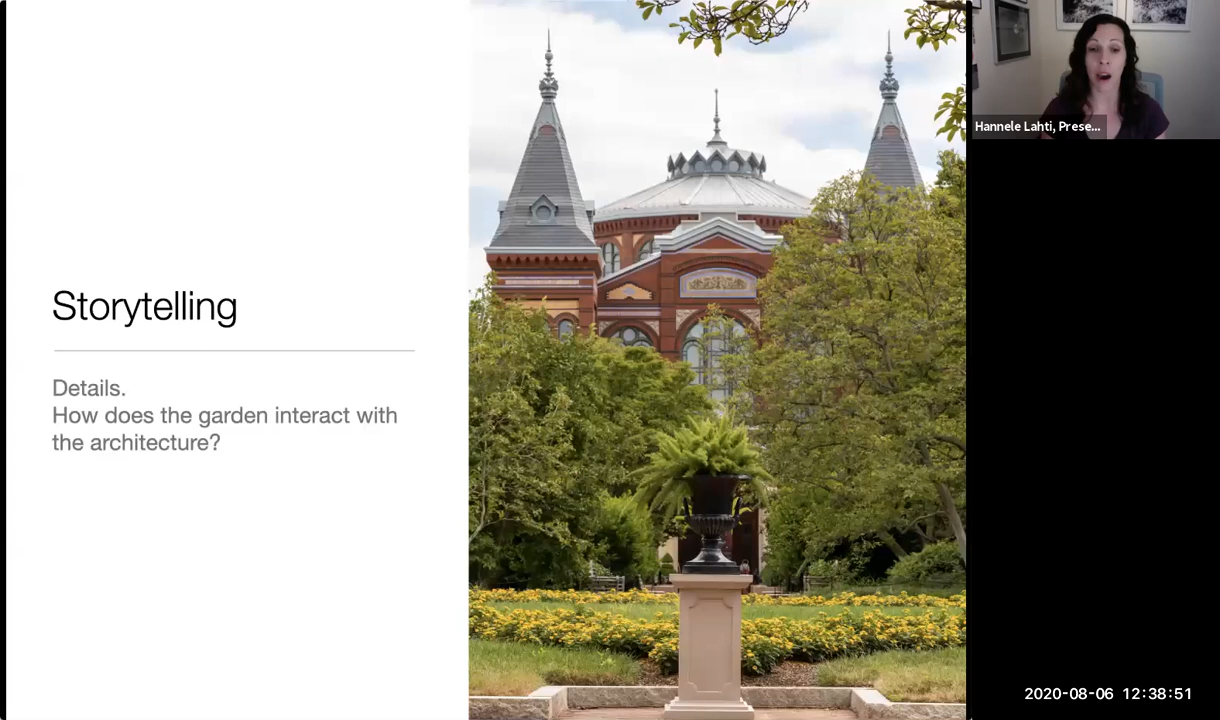 Storytelling
Details.
How does the garden interact with
the architecture?
Hannele Lahti, Prese...
2020-08-06 12:38:51